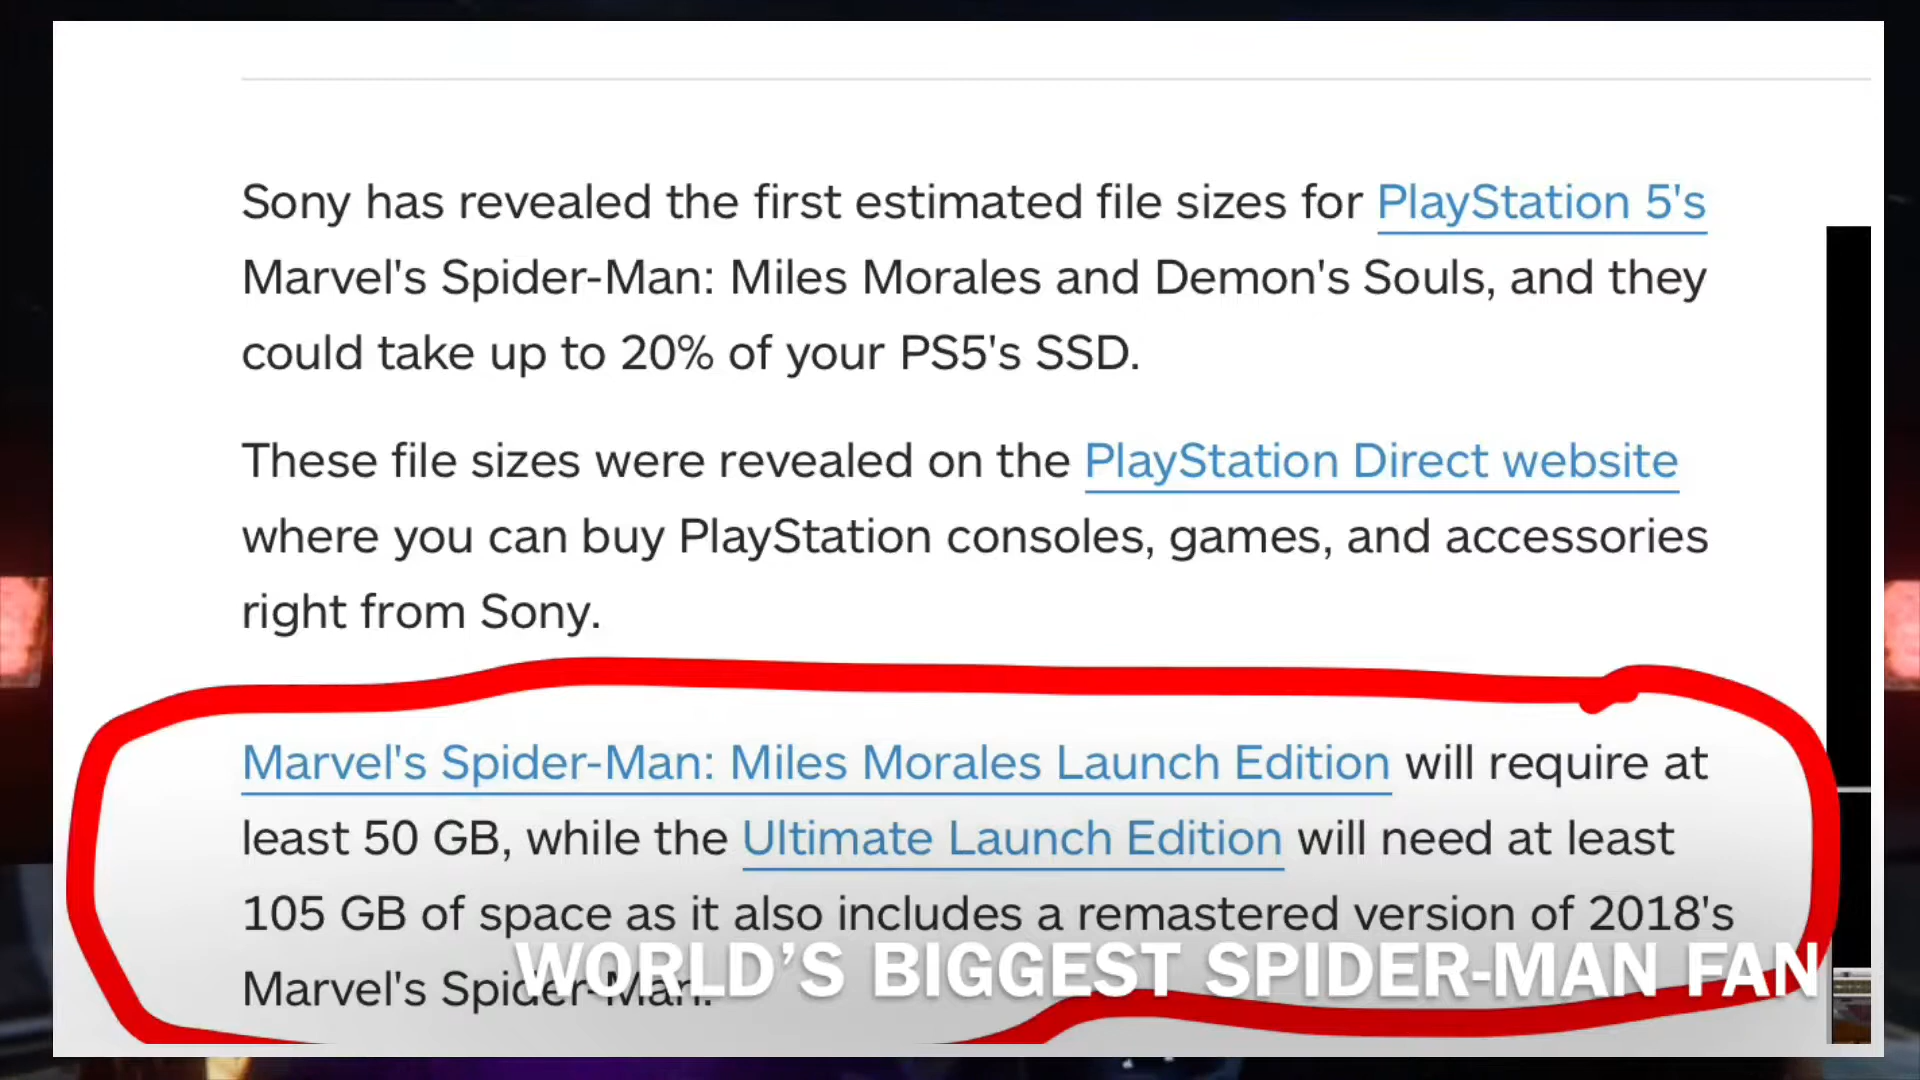 Sony has revealed the first estimated file sizes for PlayStation 5's
Marvel's Spider-Man: Miles Morales and Demon's Souls, and they
could take up to 20% of your PS5's SSD.
These file sizes were revealed on the PlayStation Direct website
where you can buy PlayStation consoles, games, and accessories
right from Sony.
Marvel's Spider-Man: Miles Morales Launch Edition will require at
least 50 GB, while the Ultimate Launch Edition will need at least
105 GB of space as it also includes a remastered version of 2018's
Marvel's Spider-Man.
WORLD'S BIGGEST SPIDER-MAN FAN